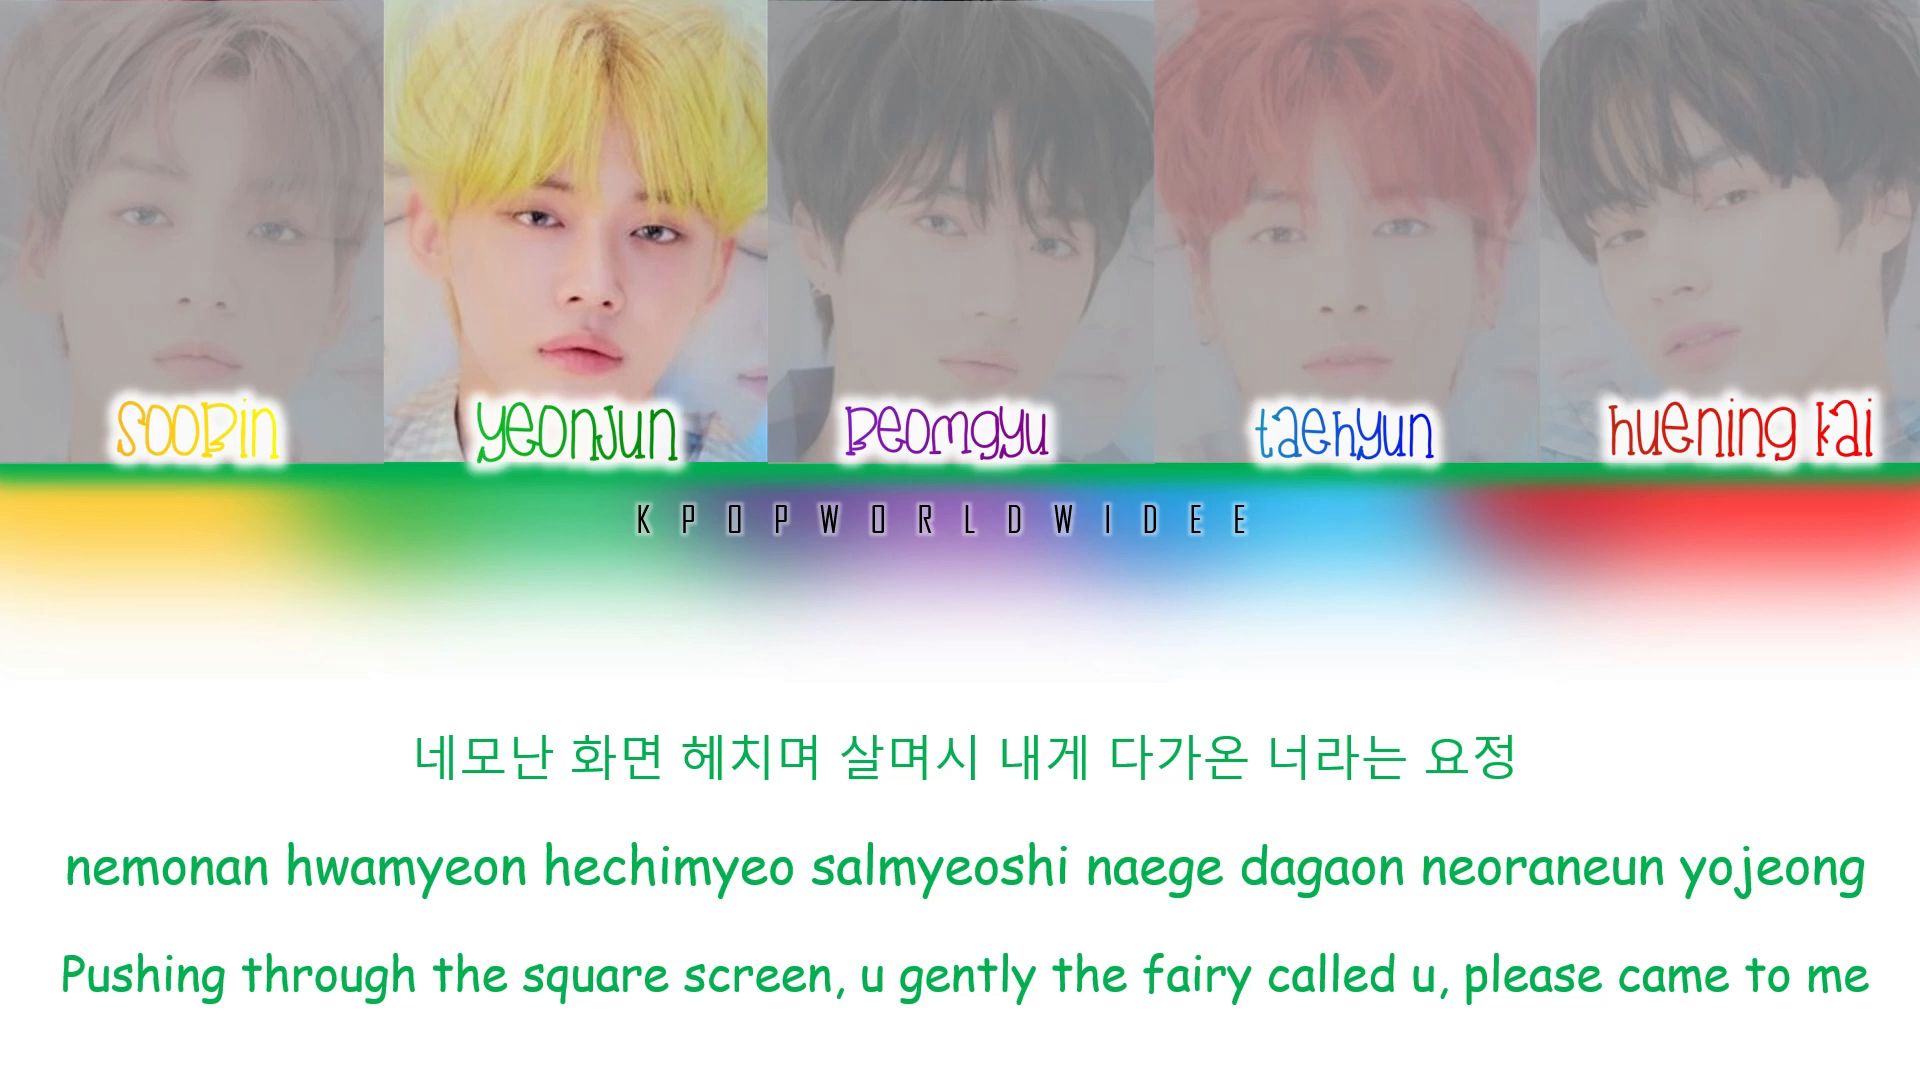 SOOBIN YEONJUN BEOMGYU TAEHYUN HUENING KAI
KPOPWORLDWIDEE
네모난 화면 헤치며 살며시 내게 다가온 너라는 요정
nemonan hwamyeon hechimyeo salmyeoshi naege dagaon neoraneun yojeong
Pushing through the square screen, u gently the fairy called u, please came to me